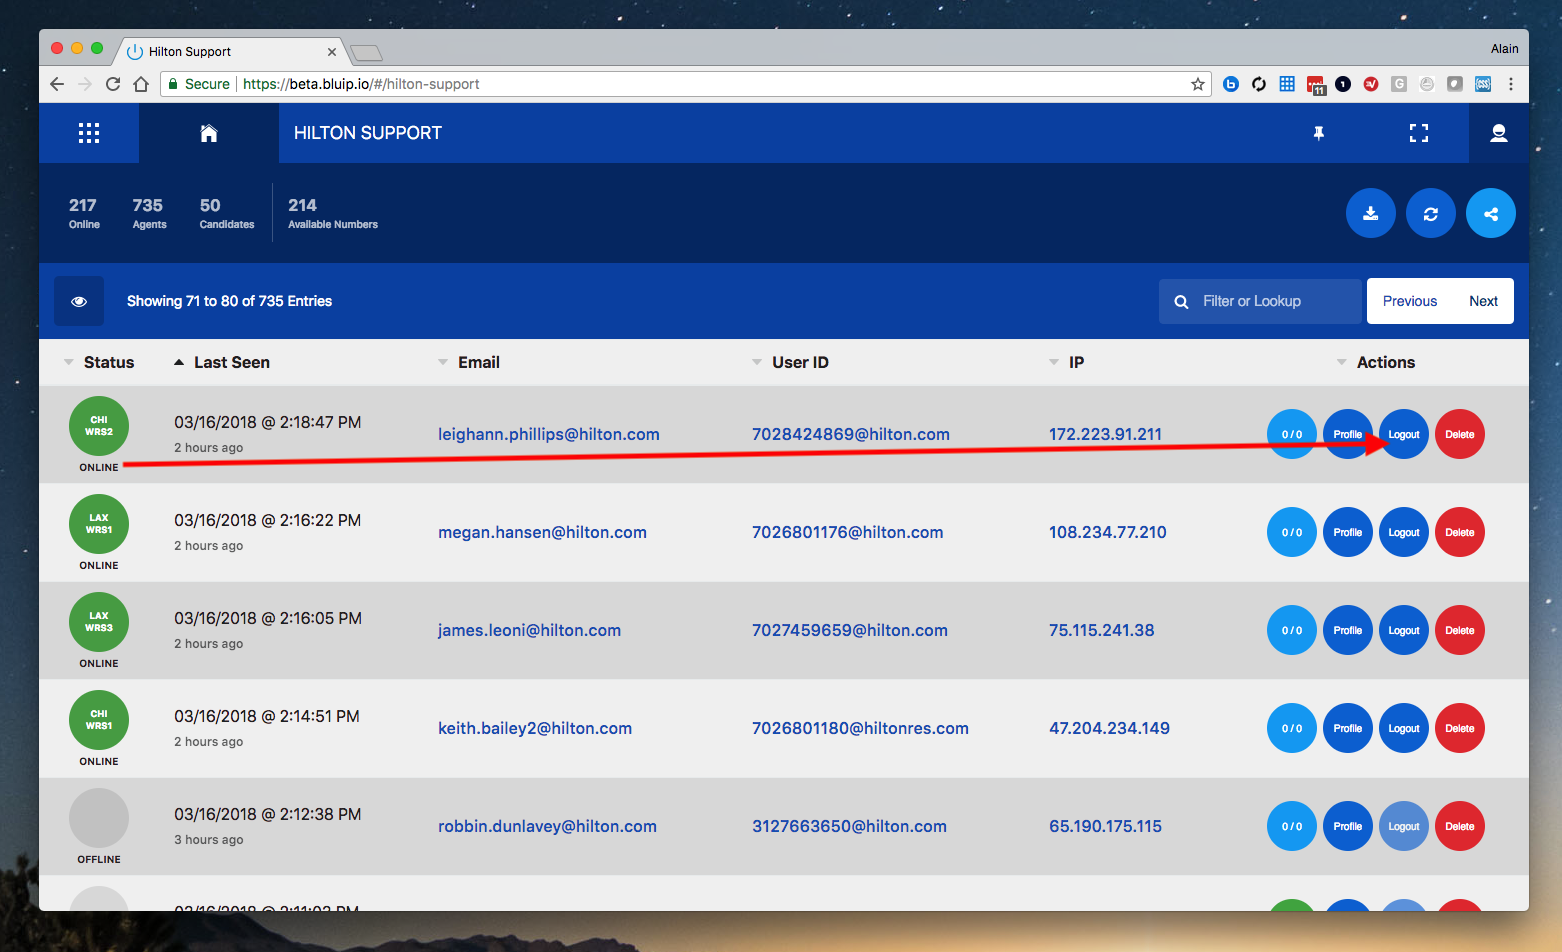 Hilton Support
Alain
Secure https://beta.bluip.io/#/hilton-support
11
1
G
HILTON SUPPORT
217 735 50 214
Online Agents Candidates Available Numbers
Showing 71 to 80 of 735 Entries Filter or Lookup Previous Next
Status Last Seen Email User ID IP Actions
CHI
WRS2
ONLINE
03/16/2018 @ 2:18:47 PM
2 hours ago
leighann.phillips@hilton.com 7028424869@hilton.com 172.223.91.211 0 / 0 Profile Logout Delete
LAX
WRS1
ONLINE
03/16/2018 @ 2:16:22 PM
2 hours ago
megan.hansen@hilton.com 7026801176@hilton.com 108.234.77.210 0 / 0 Profile Logout Delete
LAX
WRS3
ONLINE
03/16/2018 @ 2:16:05 PM
2 hours ago
james.leoni@hilton.com 7027459659@hilton.com 75.115.241.38 0 / 0 Profile Logout Delete
CHI
WRS1
ONLINE
03/16/2018 @ 2:14:51 PM
2 hours ago
keith.bailey2@hilton.com 7026801180@hiltonres.com 47.204.234.149 0 / 0 Profile Logout Delete
OFFLINE
03/16/2018 @ 2:12:38 PM
3 hours ago
robbin.dunlavey@hilton.com 3127663650@hilton.com 65.190.175.115 0 / 0 Profile Logout Delete